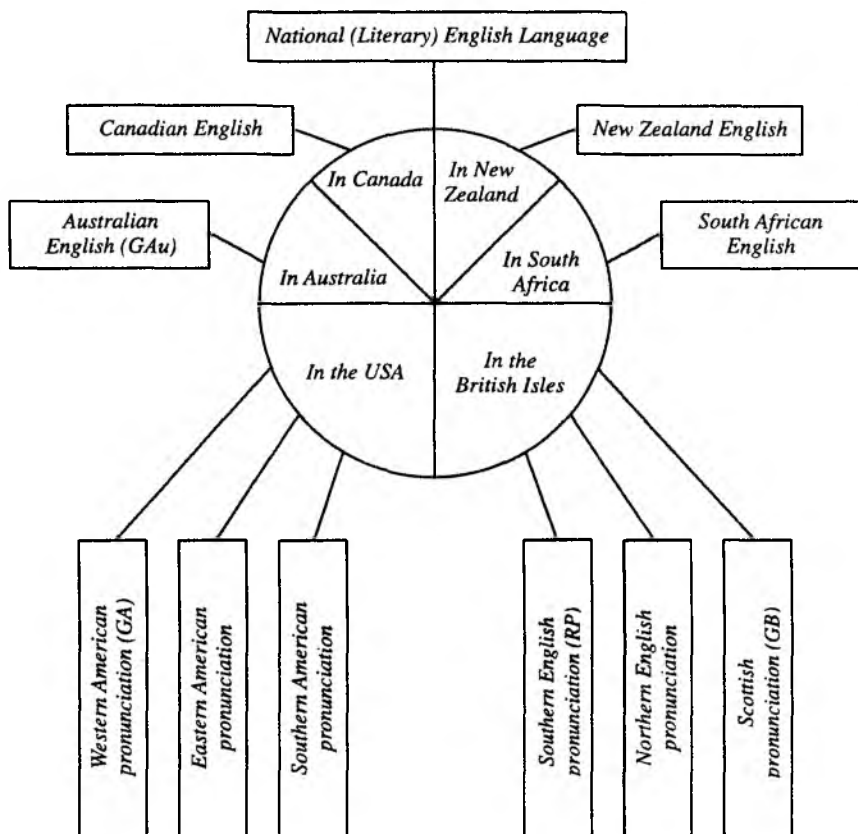 National (Literary) English Language
Canadian English
New Zealand English
In Canada
In New
Zealand
Australian
English (GAu)
South African
English
In Australia
In South
Africa
In the USA
In the
British Isles
Western American
pronunciation (GA)
Eastern American
pronunciation
Southern American
pronunciation
Southern English
pronunciation (RP)
Northern English
pronunciation
Scottish
pronunciation (GB)